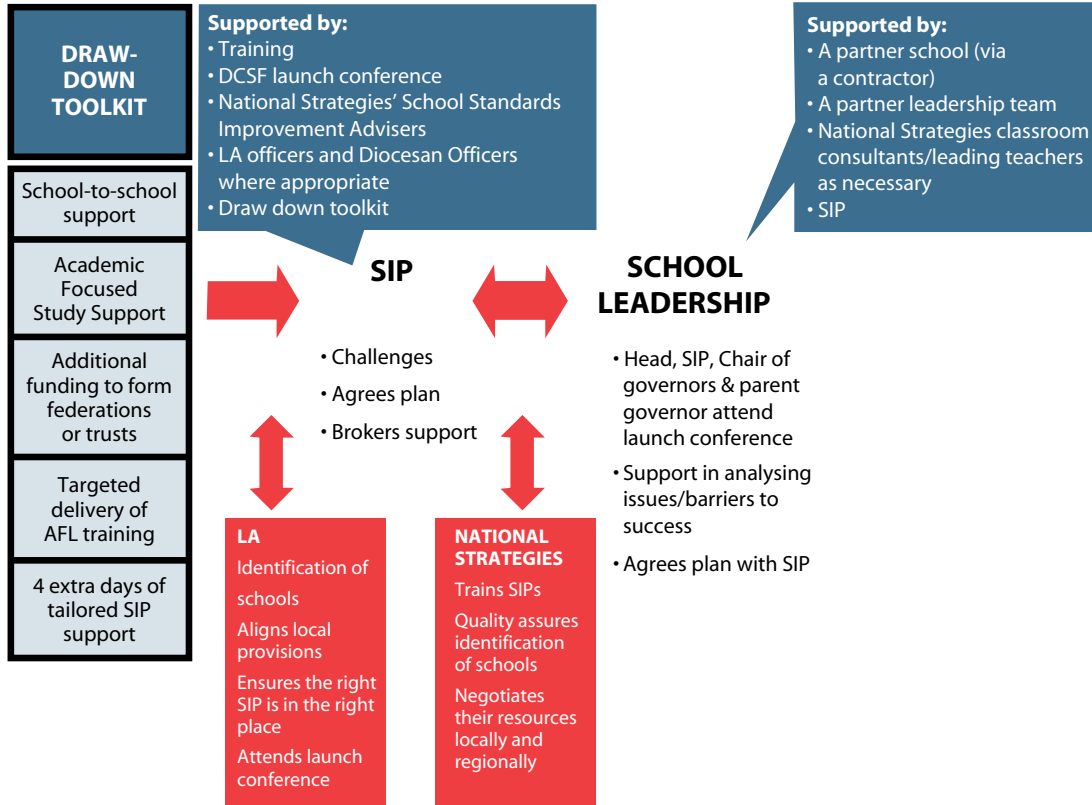 DRAW-
DOWN
TOOLKIT
School-to-school
support
Academic
Focused
Study Support
Additional
funding to form
federations
or trusts
Targeted
delivery of
AFL training
4 extra days of
tailored SIP
support
Supported by:
• Training
• DCSF launch conference
• National Strategies’ School Standards
Improvement Advisers
• LA officers and Diocesan Officers
where appropriate
• Draw down toolkit
Supported by:
• A partner school (via
a contractor)
• A partner leadership team
• National Strategies classroom
consultants/leading teachers
as necessary
• SIP
SIP
• Challenges
• Agrees plan
• Brokers support
SCHOOL
LEADERSHIP
• Head, SIP, Chair of
governors & parent
governor attend
launch conference
• Support in analysing
issues/barriers to
success
• Agrees plan with SIP
LA
Identification of
schools
Aligns local
provisions
Ensures the right
SIP is in the right
place
Attends launch
conference
NATIONAL
STRATEGIES
Trains SIPs
Quality assures
identification
of schools
Negotiates
their resources
locally and
regionally